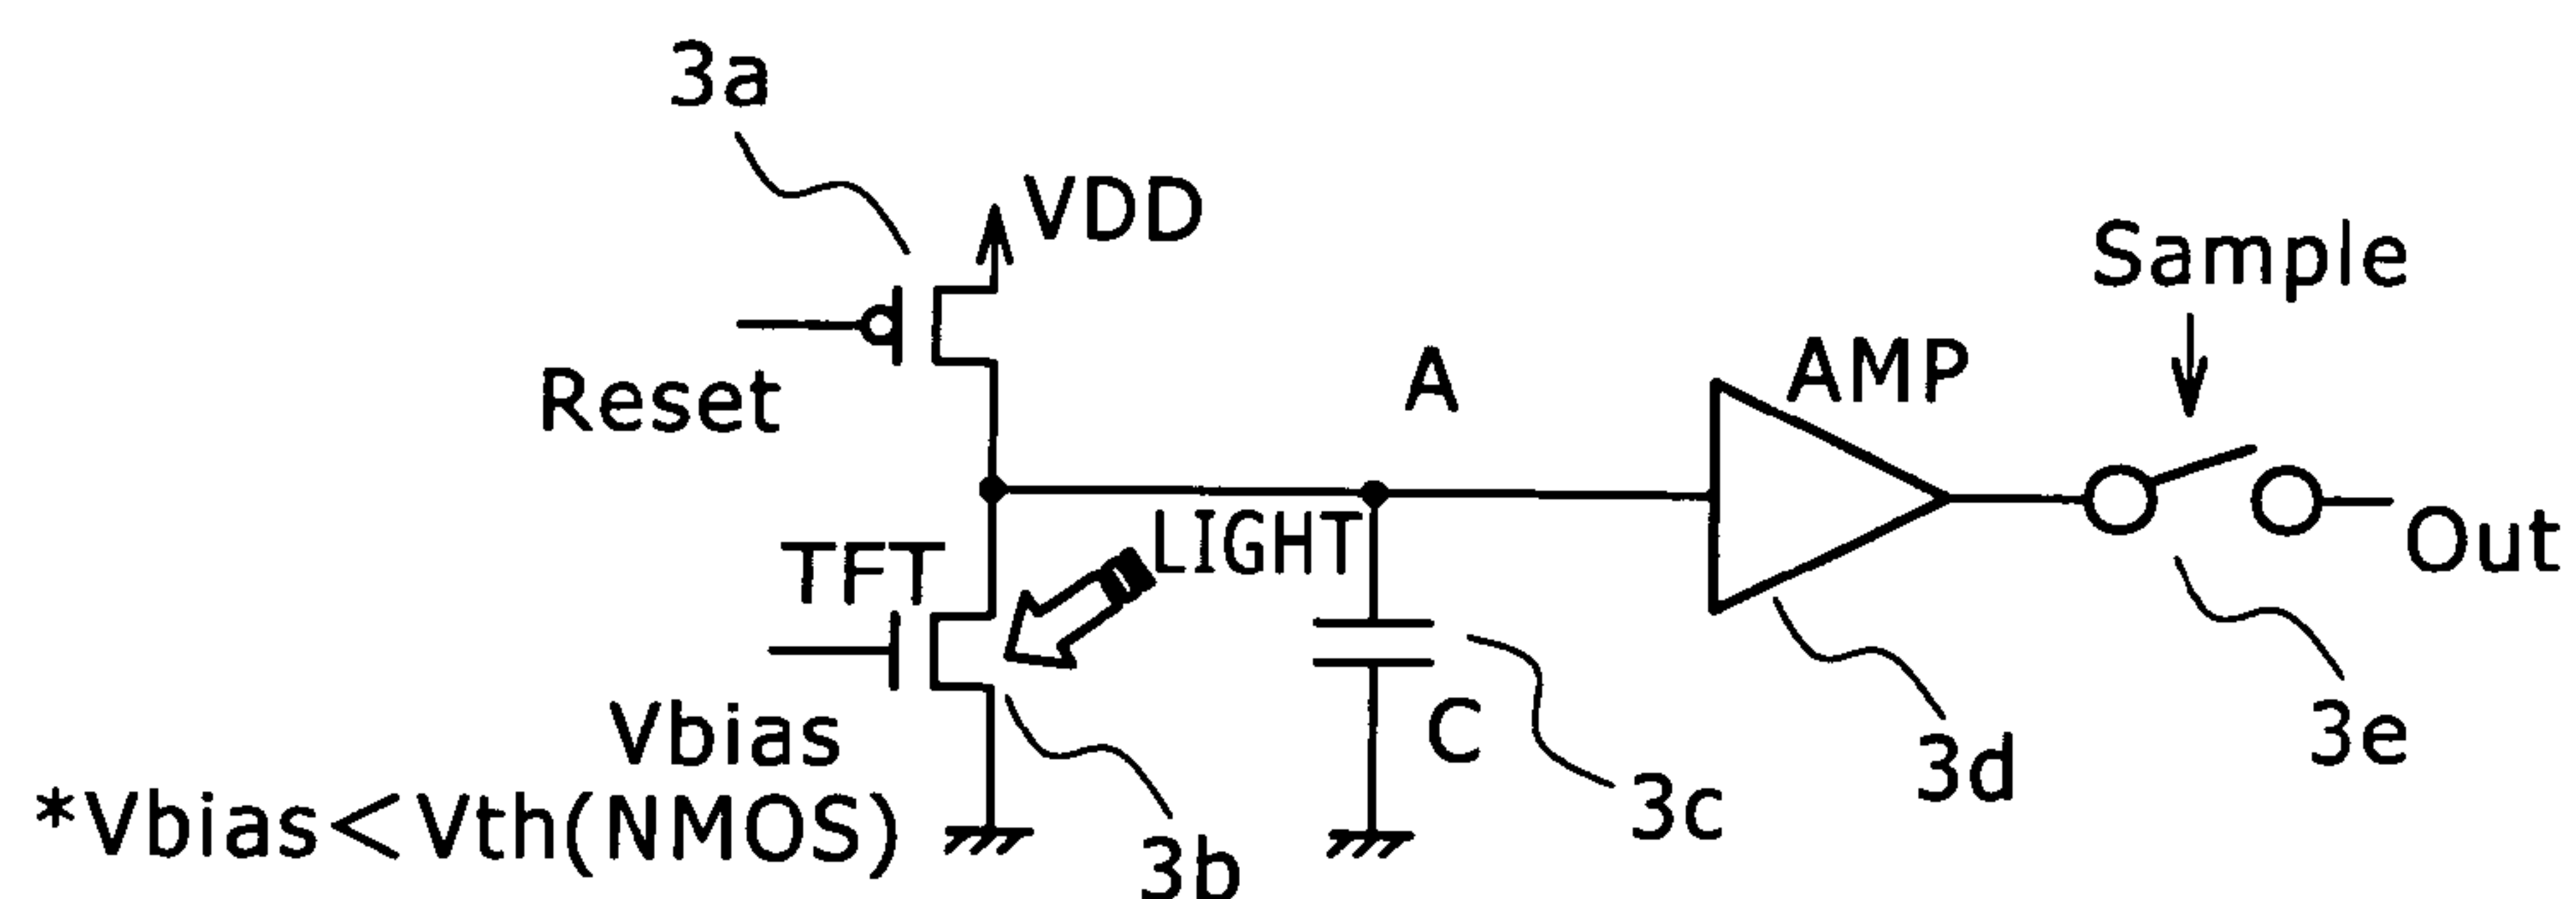 3a
VDD
Sample
Reset
A
AMP
TFT
LIGHT
Out
Vbias
C
3c
3d
3e
*Vbias<Vth(NMOS)
3b